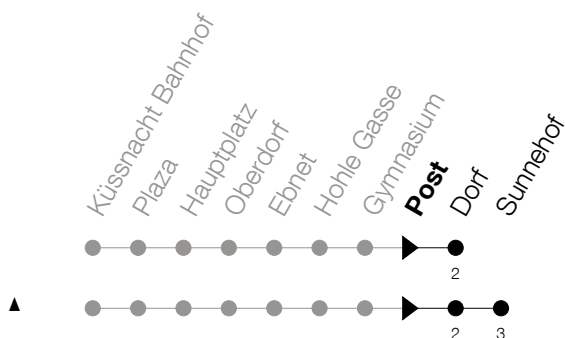 Küssnacht Bahnhof
Plaza
Hauptplatz
Oberdorf
Ebnet
Hohle Gasse
Gymnasium
Post
Dorf
Sunnehof
2
2 3